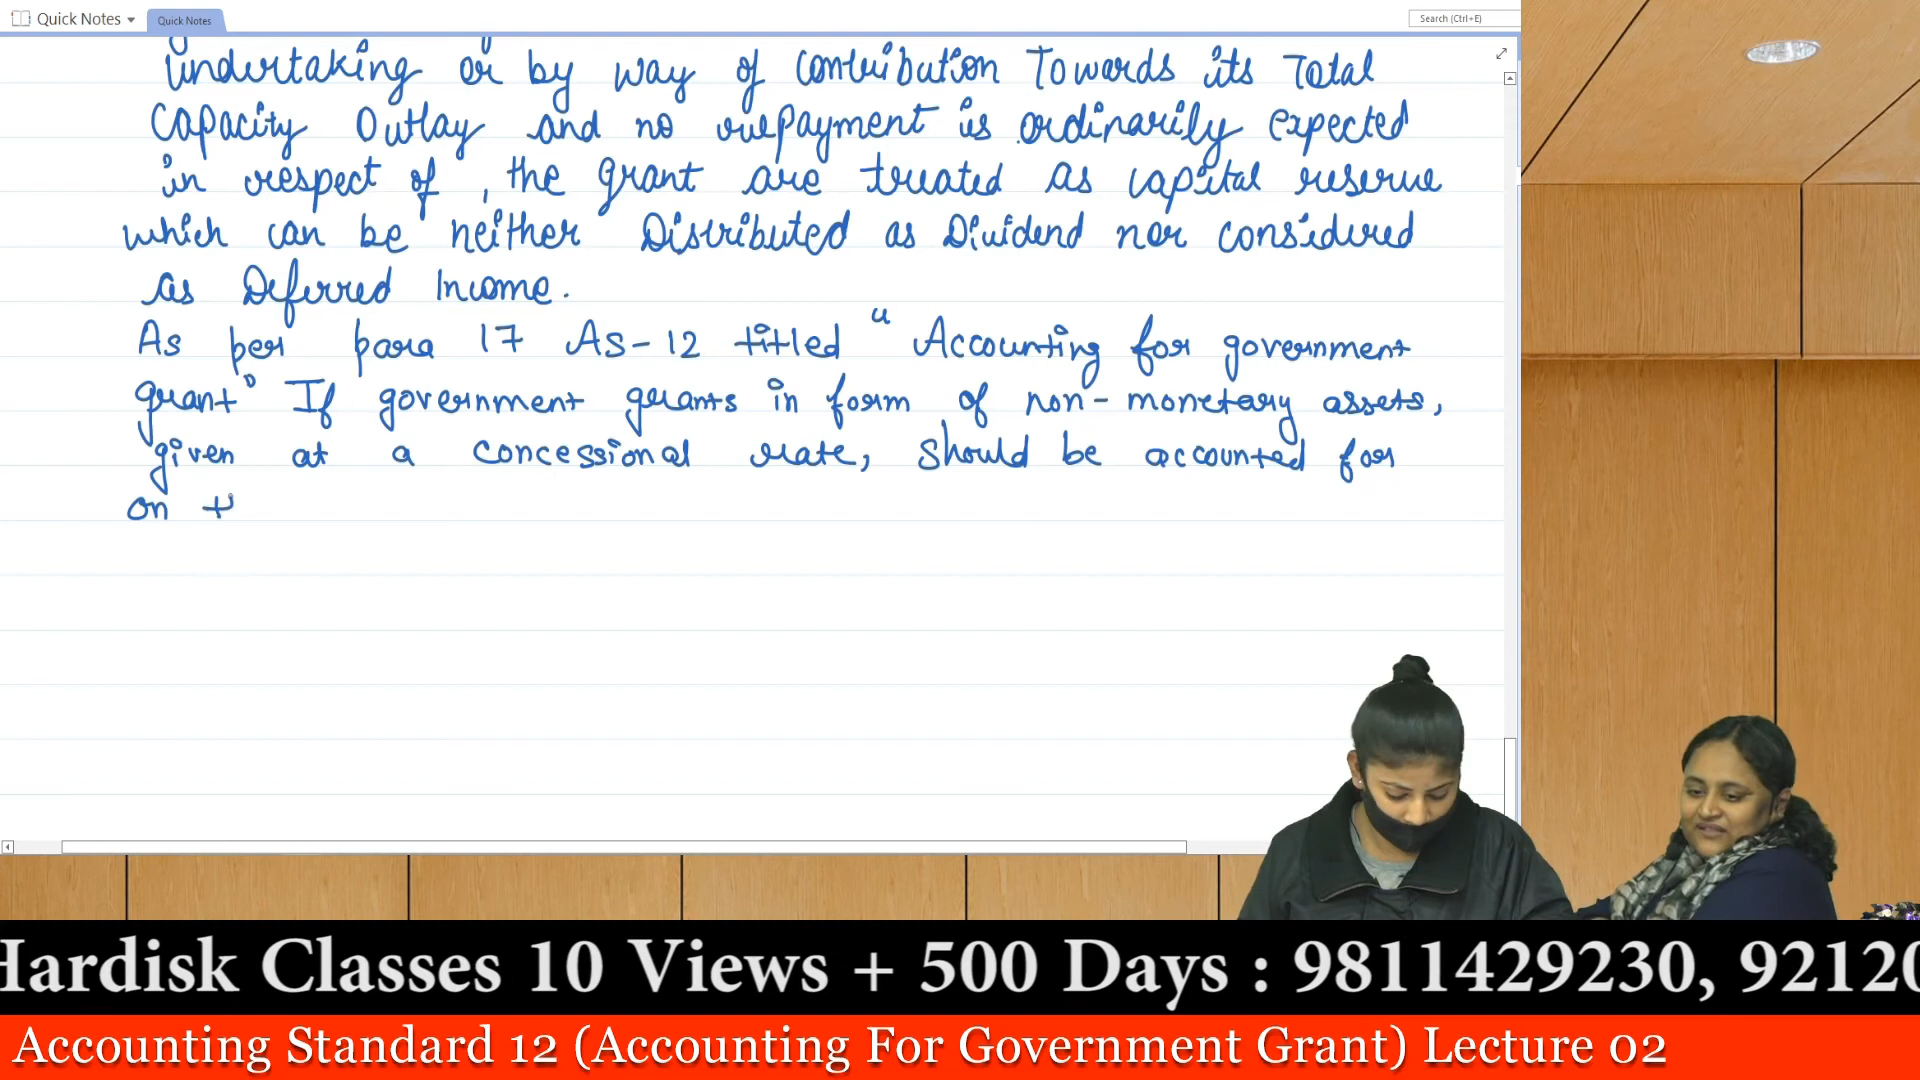 Quick Notes
Quick Notes
Search (Ctrl+E)
Undertaking or by way of contribution Towards its Total
Capacity Outlay and no repayment is ordinarily expected
in respect of, the grant are treated as capital reserve
which can be neither Distributed as Dividend nor considered
as Deferred Income.
As per para 17 AS-12 titled " Accounting for government
grant" If government grants in form of non-monetary assets,
given at a concessional rate, should be accounted for
on
Hardisk Classes 10 Views + 500 Days : 9811429230, 92120
Accounting Standard 12 (Accounting For Government Grant) Lecture 02